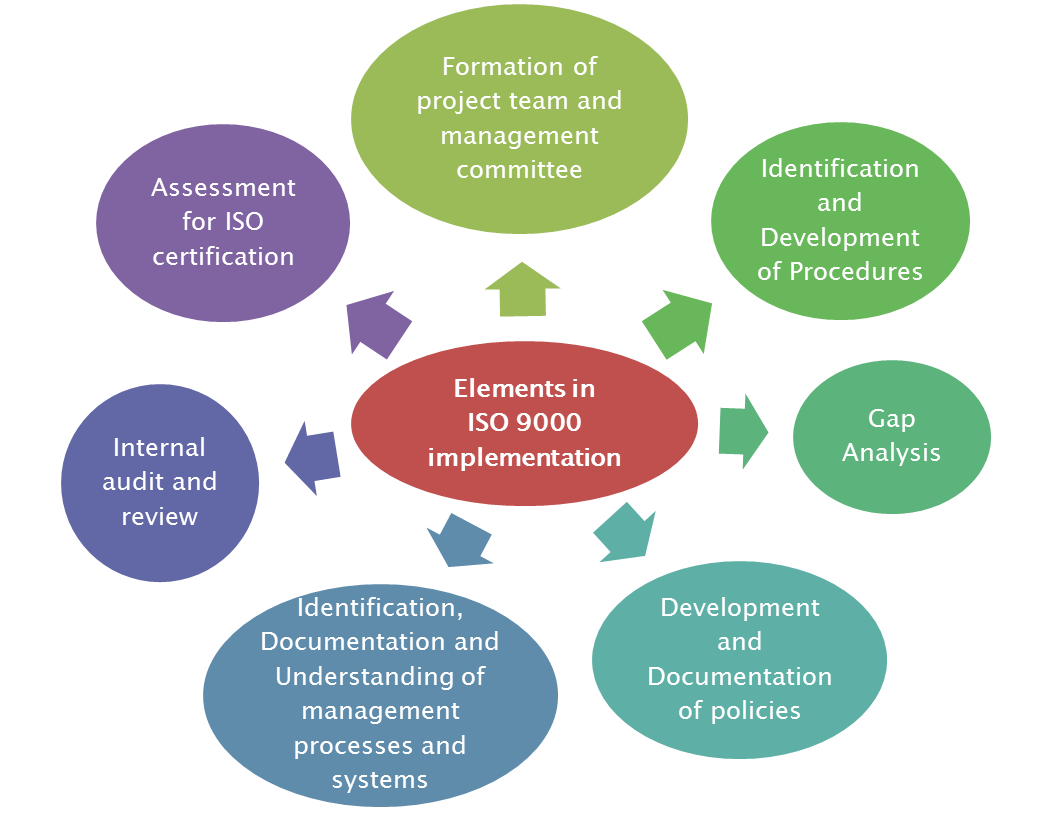 Formation of
project team and
management
committee
Identification
and
Development
of Procedures
Gap
Analysis
Development
and
Documentation
of policies
Identification,
Documentation and
Understanding of
management
processes and
systems
Internal
audit and
review
Assessment
for ISO
certification
Elements in
ISO 9000
implementation